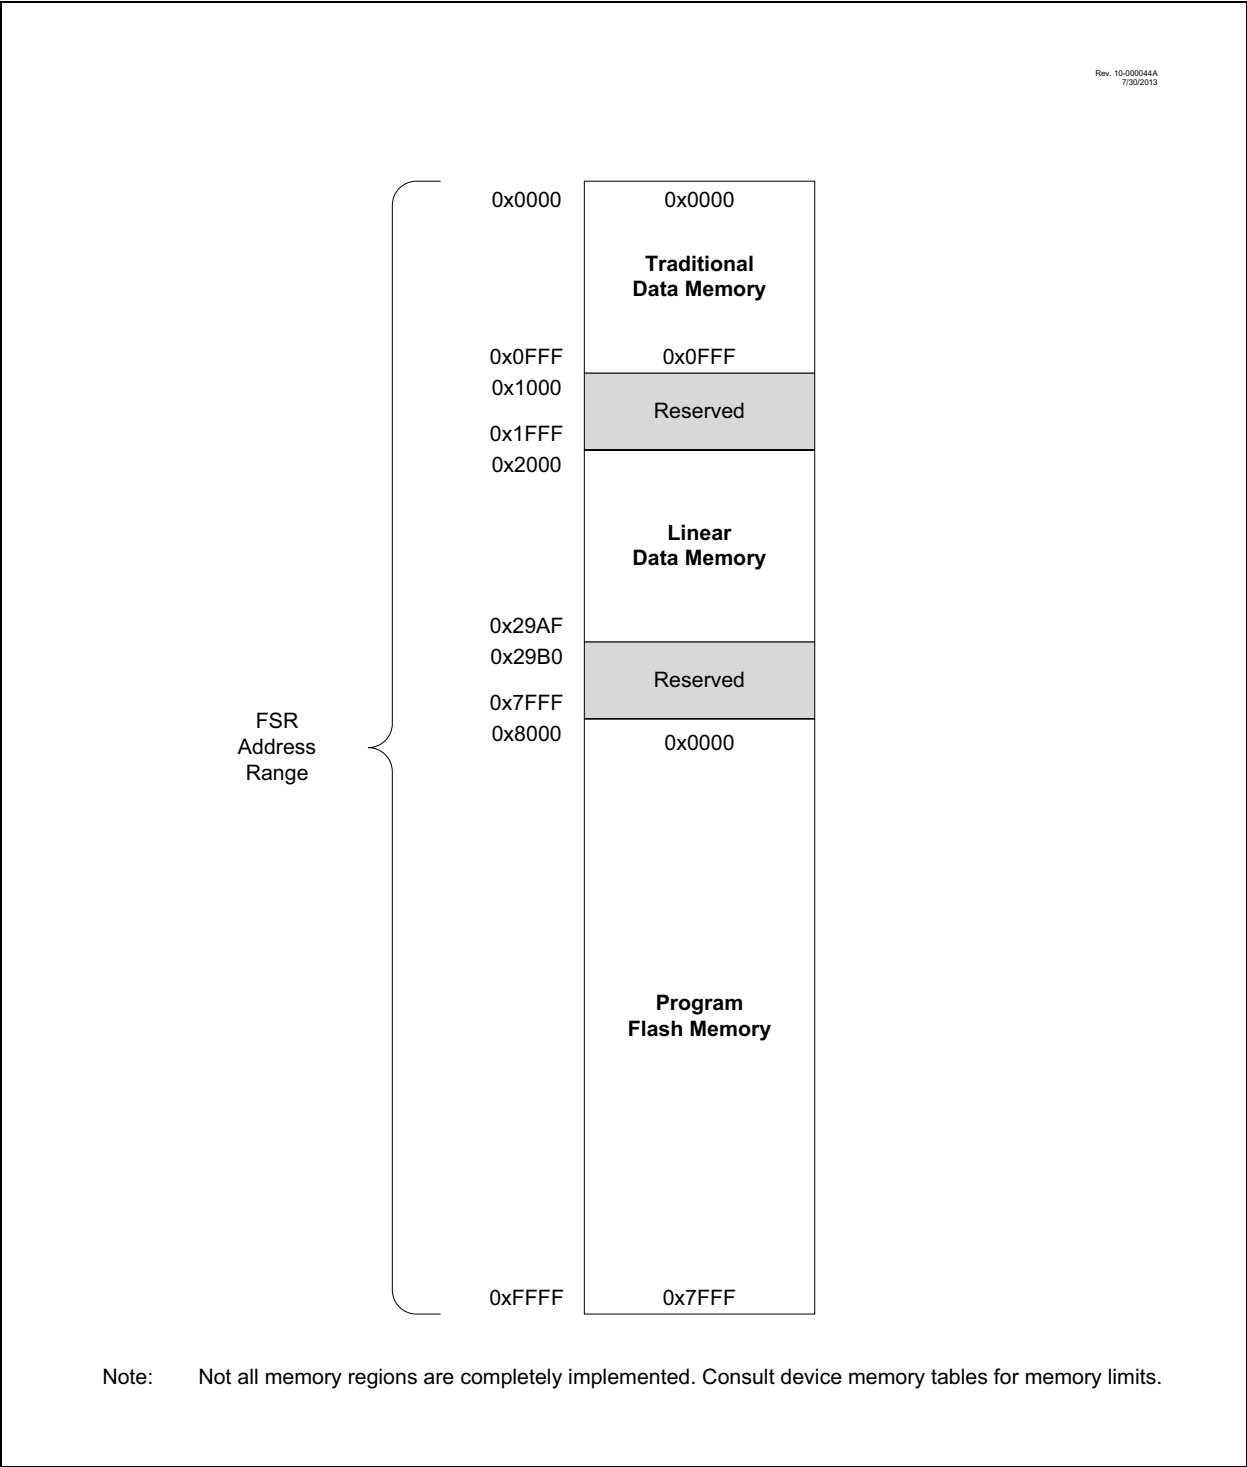 Rev. 10-000044A
7/30/2013
0x0000 0x0000
Traditional
Data Memory
0x0FFF 0x0FFF
0x1000
Reserved
0x1FFF
0x2000
Linear
Data Memory
0x29AF
0x29B0
Reserved
0x7FFF
FSR
Address
Range
0x8000 0x0000
Program
Flash Memory
0xFFFF 0x7FFF
Note: Not all memory regions are completely implemented. Consult device memory tables for memory limits.